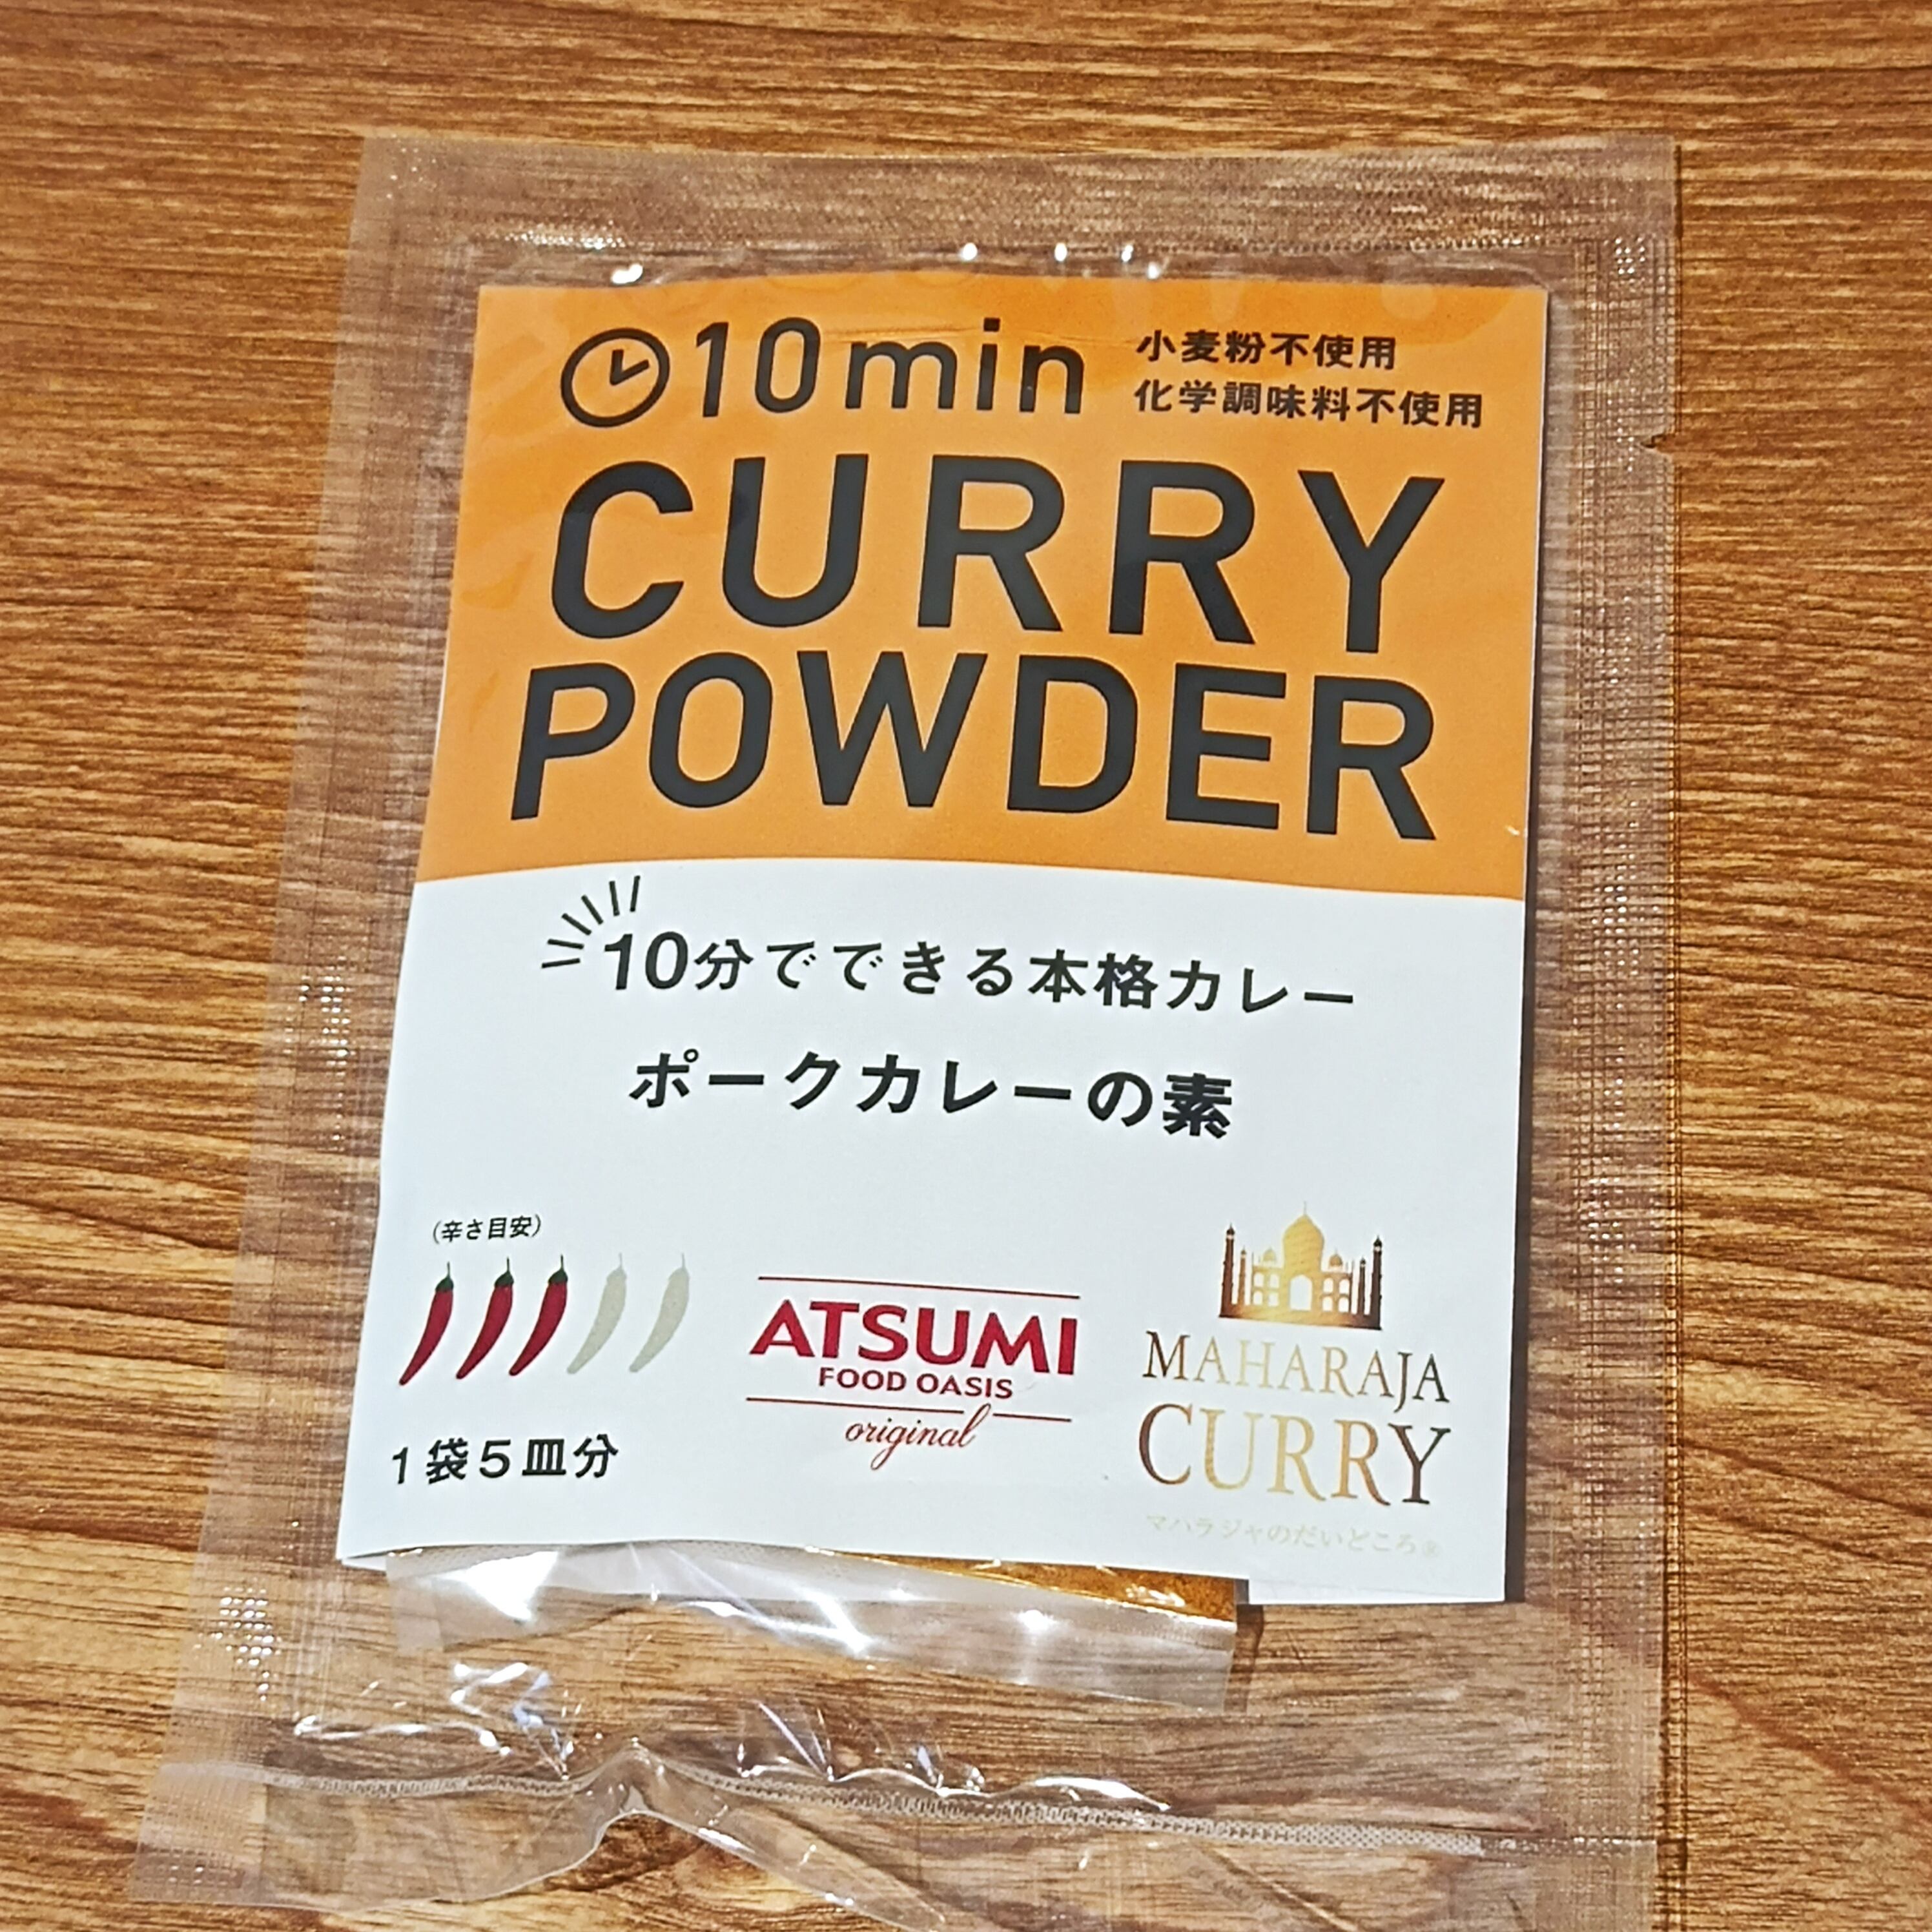 10min
小麦粉不使用
化学調味料不使用
CURRY
POWDER
10分でできる本格カレー
ポークカレーの素
(辛さ目安)
1袋5皿分
ATSUMI
FOOD OASIS
original
MAHARAJA
CURRY
マハラジャのだいどころ®